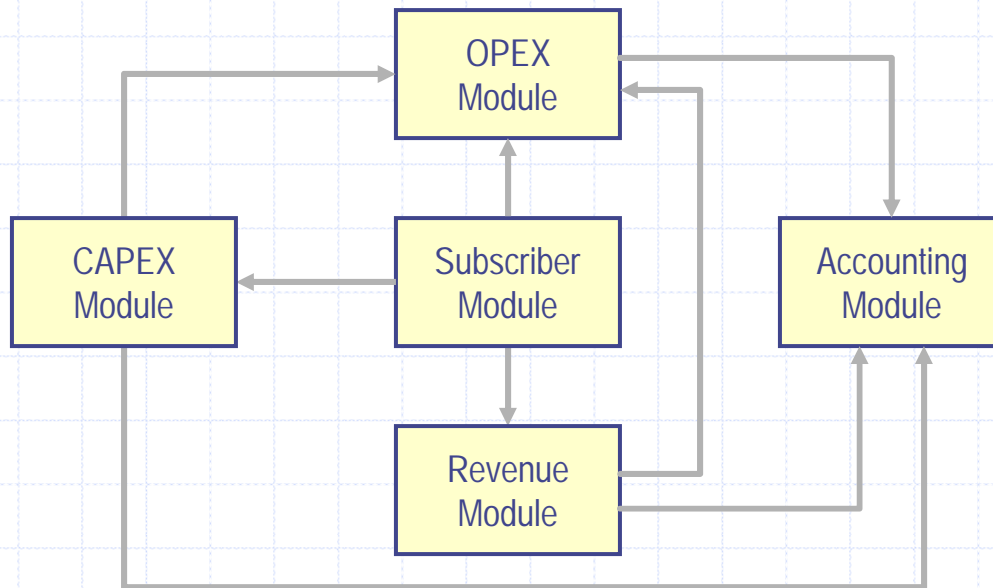 OPEX
Module
CAPEX
Module
Subscriber
Module
Accounting
Module
Revenue
Module